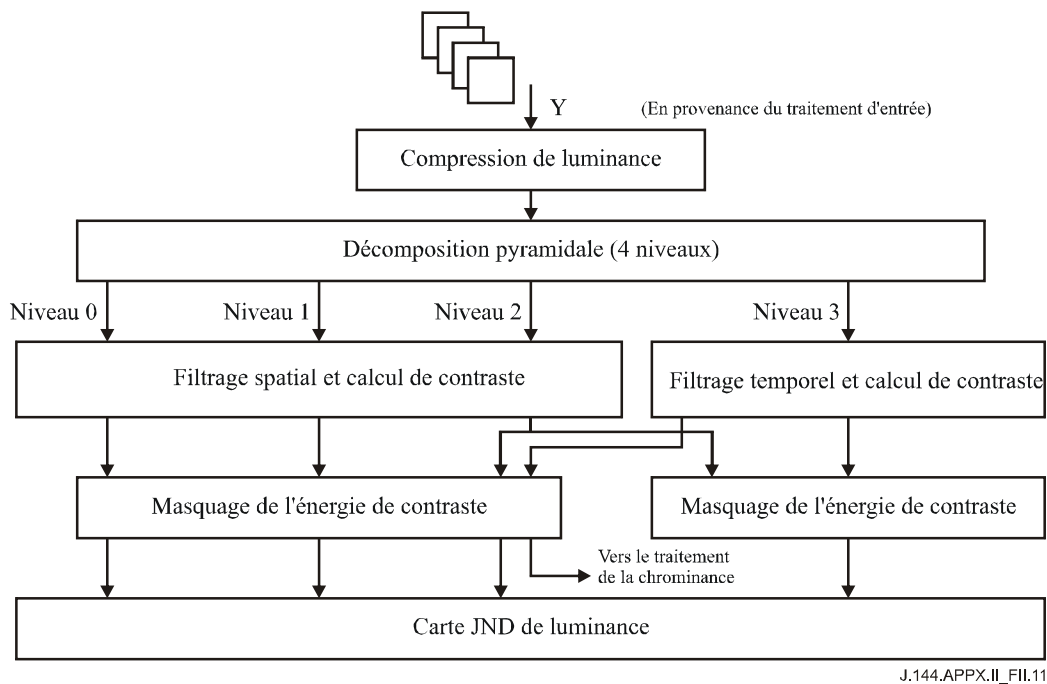 Y
(En provenance du traitement d'entrée)
Compression de luminance
Décomposition pyramidale (4 niveaux)
Niveau 0
Niveau 1
Niveau 2
Niveau 3
Filtrage spatial et calcul de contraste
Filtrage temporel et calcul de contraste
Masquage de l'énergie de contraste
Masquage de l'énergie de contraste
Vers le traitement
de la chrominance
Carte JND de luminance
J.144.APPX.II_FII.11